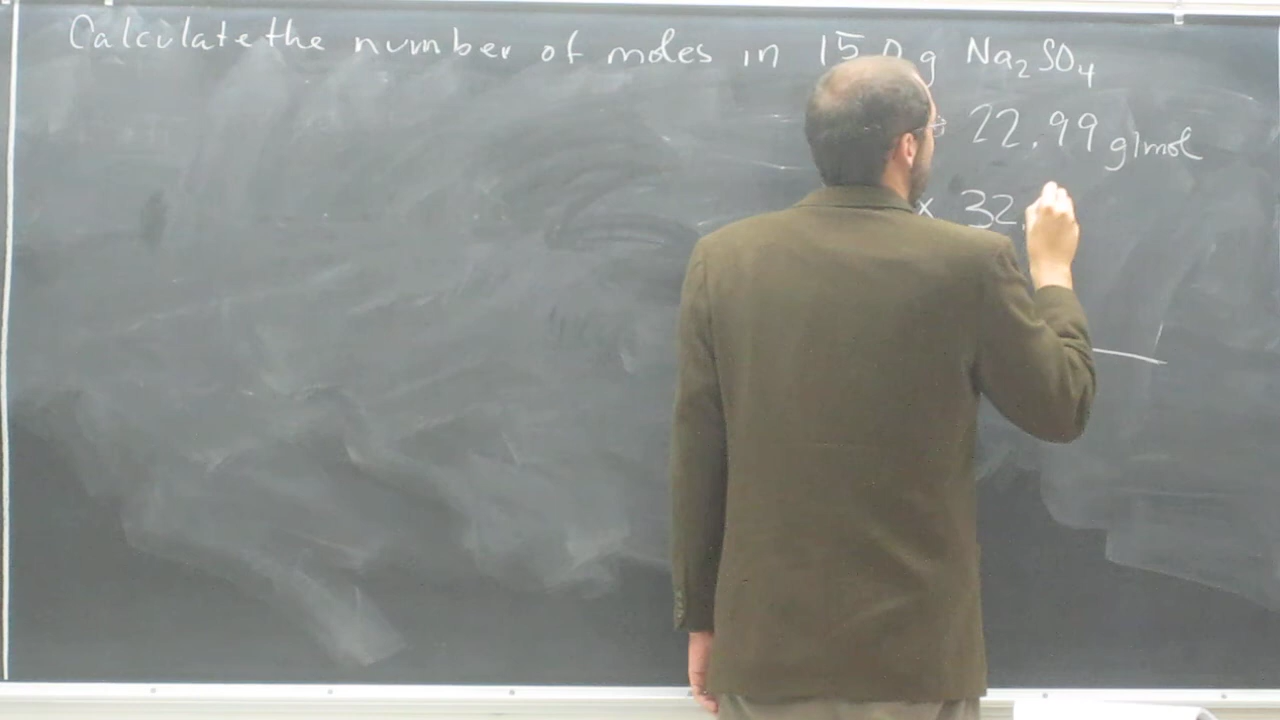 Calculate the number of moles in 15.0 g Na₂SO₄
22.99 g/mol
x 32.